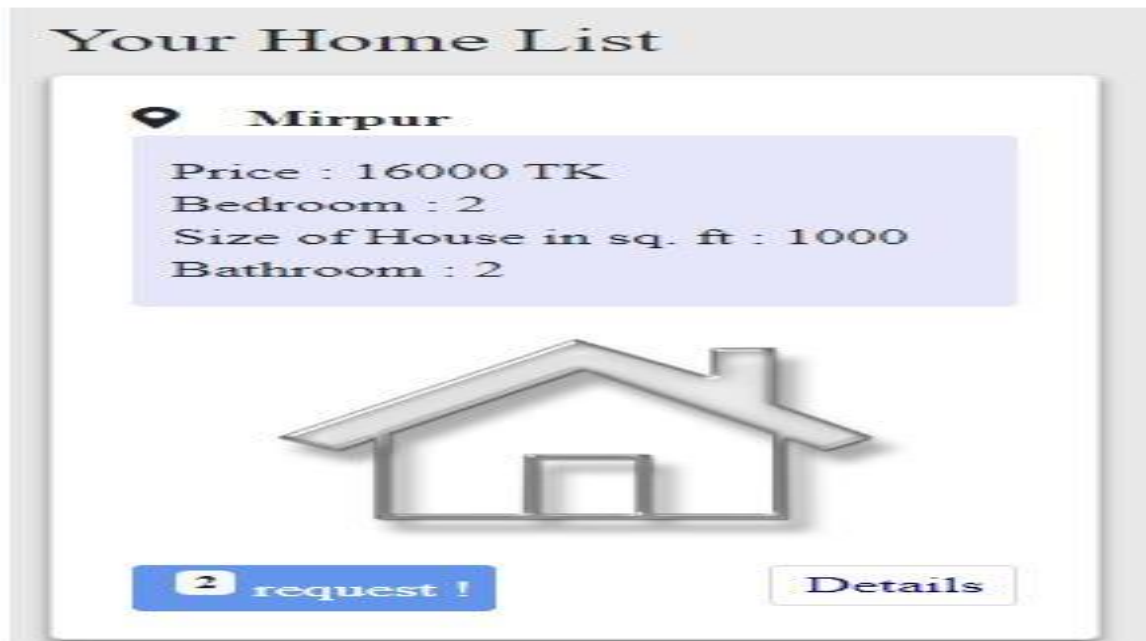 Your Home List
Mirpur
Price : 16000 TK
Bedroom : 2
Size of House in sq. ft : 1000
Bathroom : 2
2 request !
Details